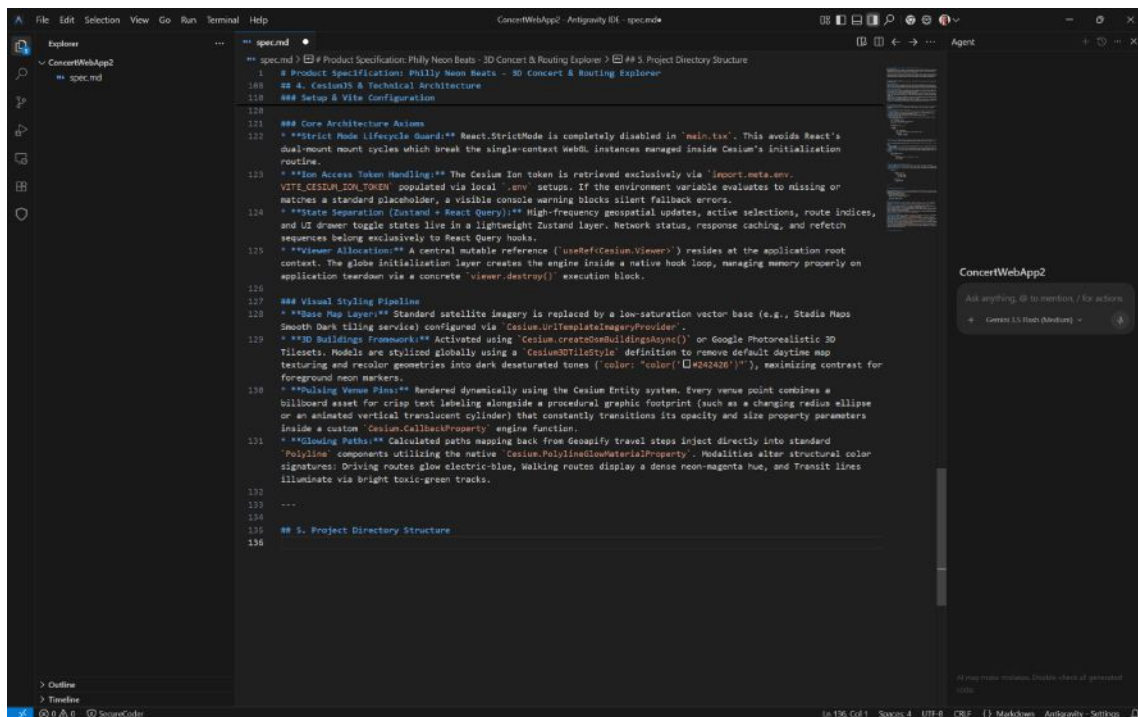 File Edit Selection View Go Run Terminal Help
ConcertWebApp2 - Antigravity IDE - spec.md
Explorer
ConcertWebApp2
spec.md
spec.md
spec.md > # Product Specification: Philly Neon Beats - 3D Concert & Routing Explorer > ## 5. Project Directory Structure
1 # Product Specification: Philly Neon Beats - 3D Concert & Routing Explorer
108 ## 4. CesiumJS & Technical Architecture
110 ### Setup & Vite Configuration
120
121 ### Core Architecture Axioms
122 * **Strict Mode Lifecycle Guard:** React.StrictMode is completely disabled in `main.tsx`. This avoids React's
dual-mount mount cycles which break the single-context WebGL instances managed inside Cesium's initialization
routine.
123 * **Ion Access Token Handling:** The Cesium Ion token is retrieved exclusively via `import.meta.env.
VITE_CESIUM_ION_TOKEN` populated via local `.env` setups. If the environment variable evaluates to missing or
matches a standard placeholder, a visible console warning blocks silent fallback errors.
124 * **State Separation (Zustand + React Query):** High-frequency geospatial updates, active selections, route indices,
and UI drawer toggle states live in a lightweight Zustand layer. Network status, response caching, and refetch
sequences belong exclusively to React Query hooks.
125 * **Viewer Allocation:** A central mutable reference (`useRef<Cesium.Viewer>`) resides at the application root
context. The globe initialization layer creates the engine inside a native hook loop, managing memory properly on
application teardown via a concrete `viewer.destroy()` execution block.
126
127 ### Visual Styling Pipeline
128 * **Base Map Layer:** Standard satellite imagery is replaced by a low-saturation vector base (e.g., Stadia Maps
Smooth Dark tiling service) configured via `Cesium.UrlTemplateImageryProvider`.
129 * **3D Buildings Framework:** Activated using `Cesium.createOsmBuildingsAsync()` or Google Photorealistic 3D
Tilesets. Models are stylized globally using a `Cesium3DTileStyle` definition to remove default daytime map
texturing and recolor geometries into dark desaturated tones (`color: "color('#242426')"`), maximizing contrast for
foreground neon markers.
130 * **Pulsing Venue Pins:** Rendered dynamically using the Cesium Entity system. Every venue point combines a
billboard asset for crisp text labeling alongside a procedural graphic footprint (such as a changing radius ellipse
or an animated vertical translucent cylinder) that constantly transitions its opacity and size property parameters
inside a custom `Cesium.CallbackProperty` engine function.
131 * **Glowing Paths:** Calculated paths mapping back from Geoapify travel steps inject directly into standard
`Polyline` components utilizing the native `Cesium.PolylineGlowMaterialProperty`. Modalities alter structural color
signatures: Driving routes glow electric-blue, Walking routes display a dense neon-magenta hue, and Transit lines
illuminate via bright toxic-green tracks.
132
133 ---
134
135 ## 5. Project Directory Structure
136
Agent
ConcertWebApp2
Ask anything, @ to mention, / for actions
Gemini 3.5 Flash (Medium)
AI may make mistakes. Double-check all generated
code.
Outline
Timeline
0 0 SecureCoder
Ln 136, Col 1 Spaces: 4 UTF-8 CRLF {} Markdown Antigravity - Settings